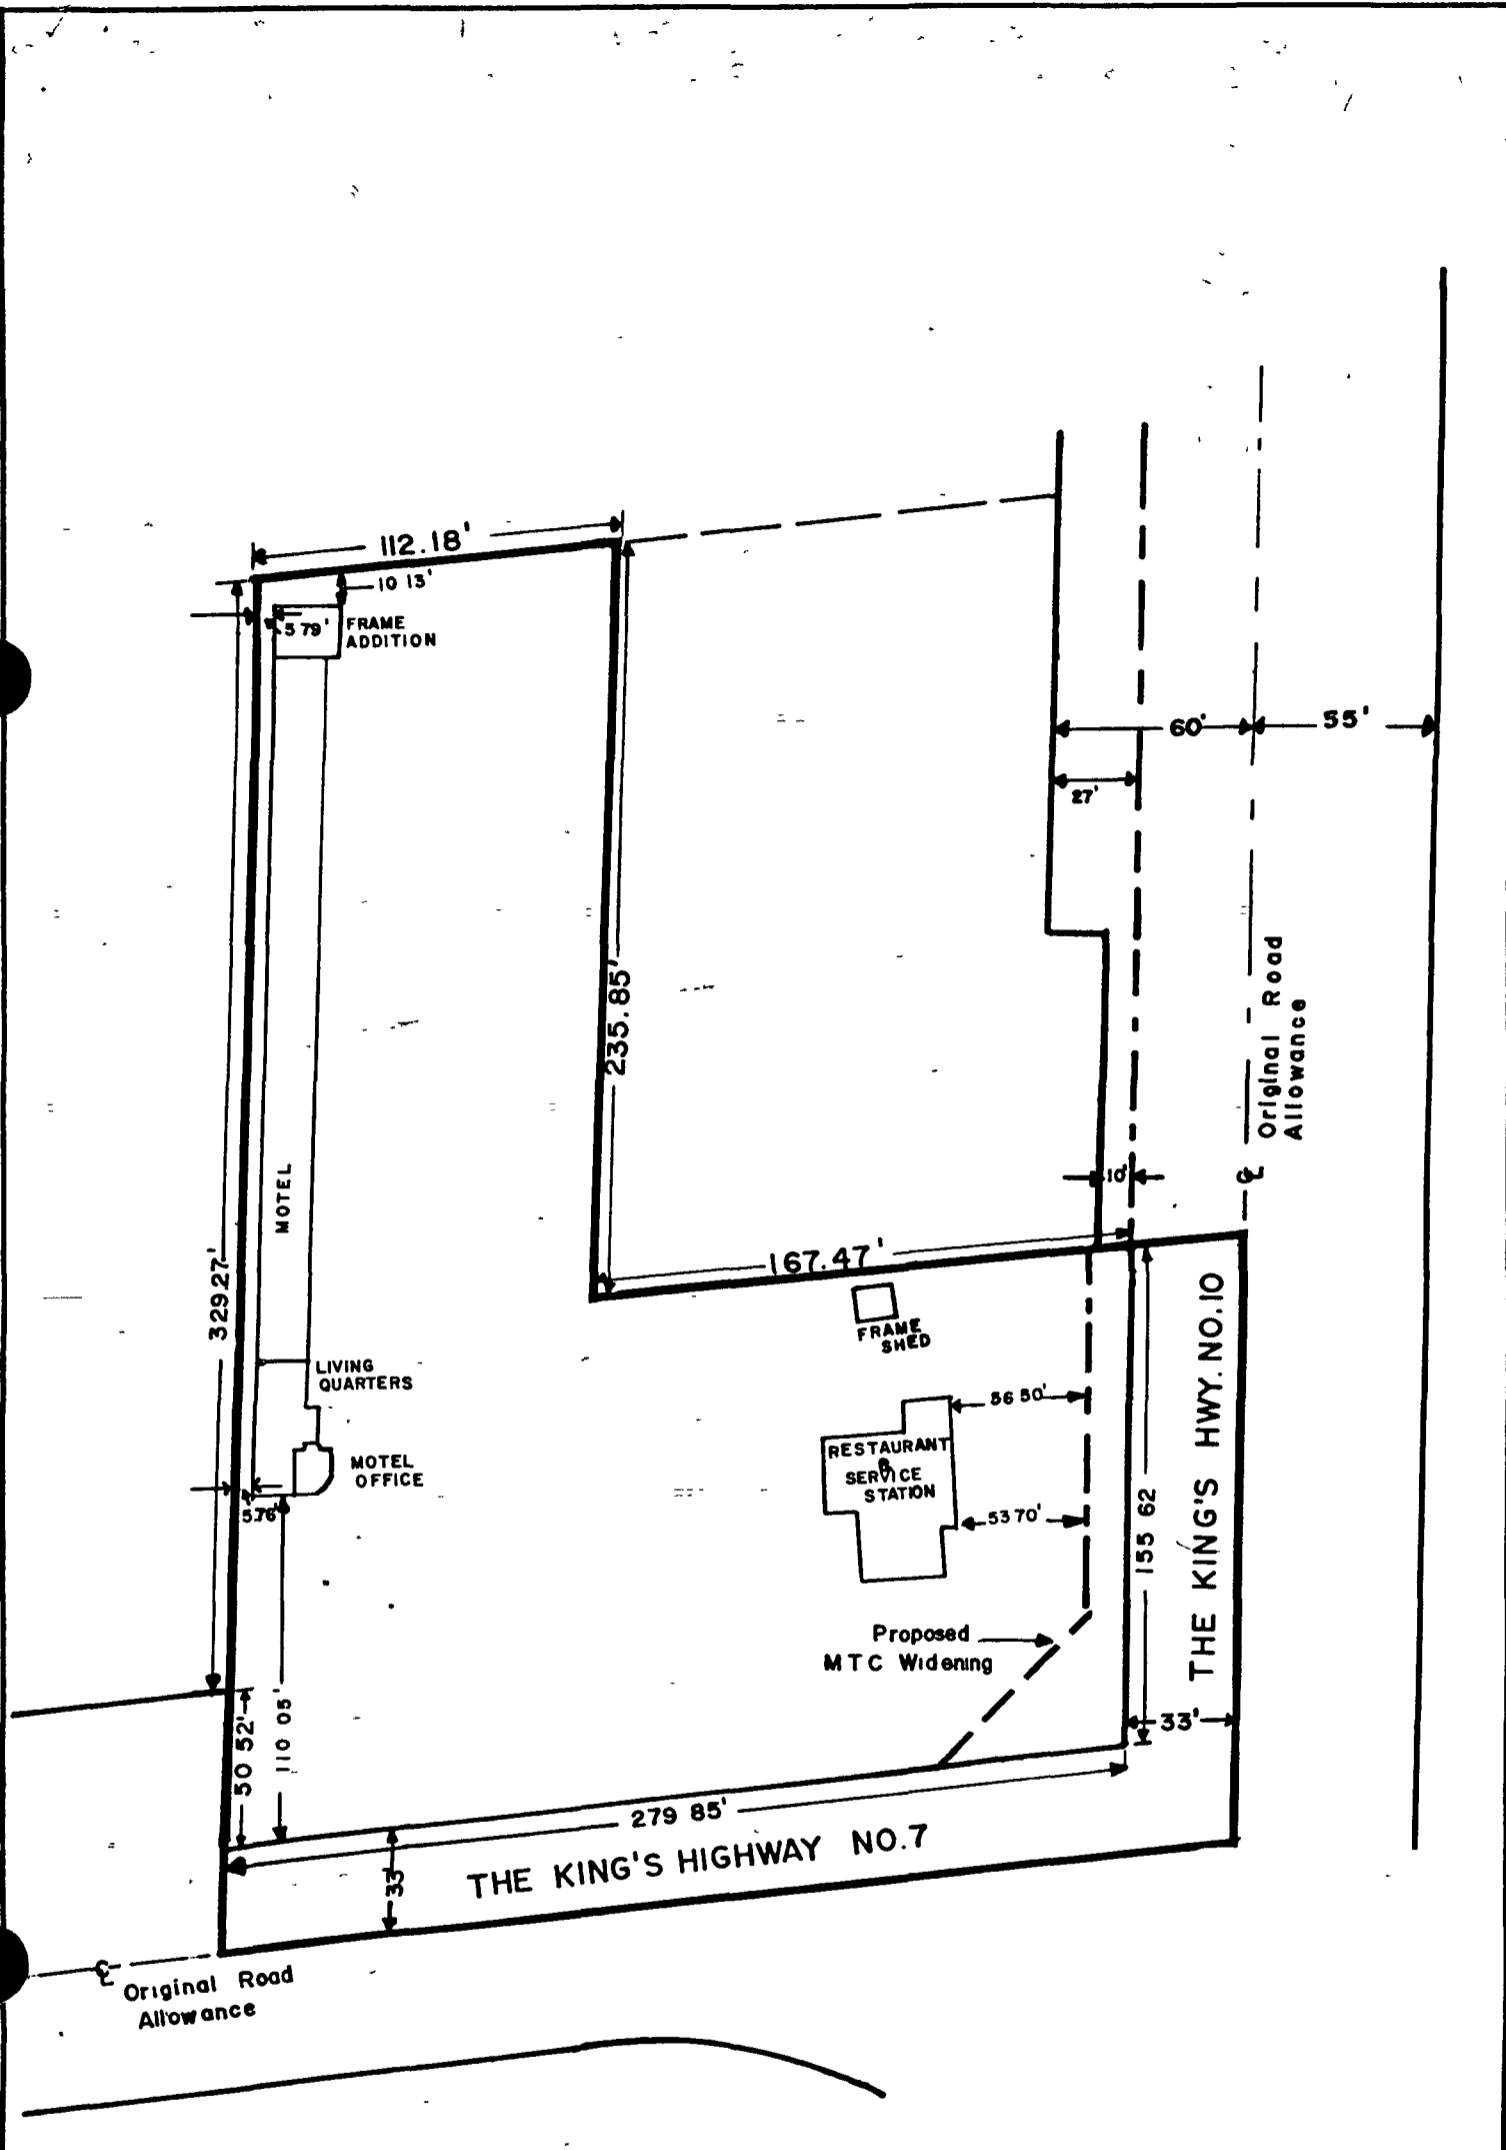 112.18'
10 13'
5 79'
FRAME
ADDITION
60'
55'
27'
235.85'
Original Road
Allowance
MOTEL
10'
℄
167.47'
329 27'
FRAME
SHED
THE KING'S HWY. NO. 10
LIVING
QUARTERS
56 50'
RESTAURANT
&
SERVICE
STATION
MOTEL
OFFICE
5 76'
53 70'
155 62
Proposed
MTC Widening
33'
50 52'
110 05'
279 85'
33'
THE KING'S HIGHWAY NO.7
℄
Original Road
Allowance